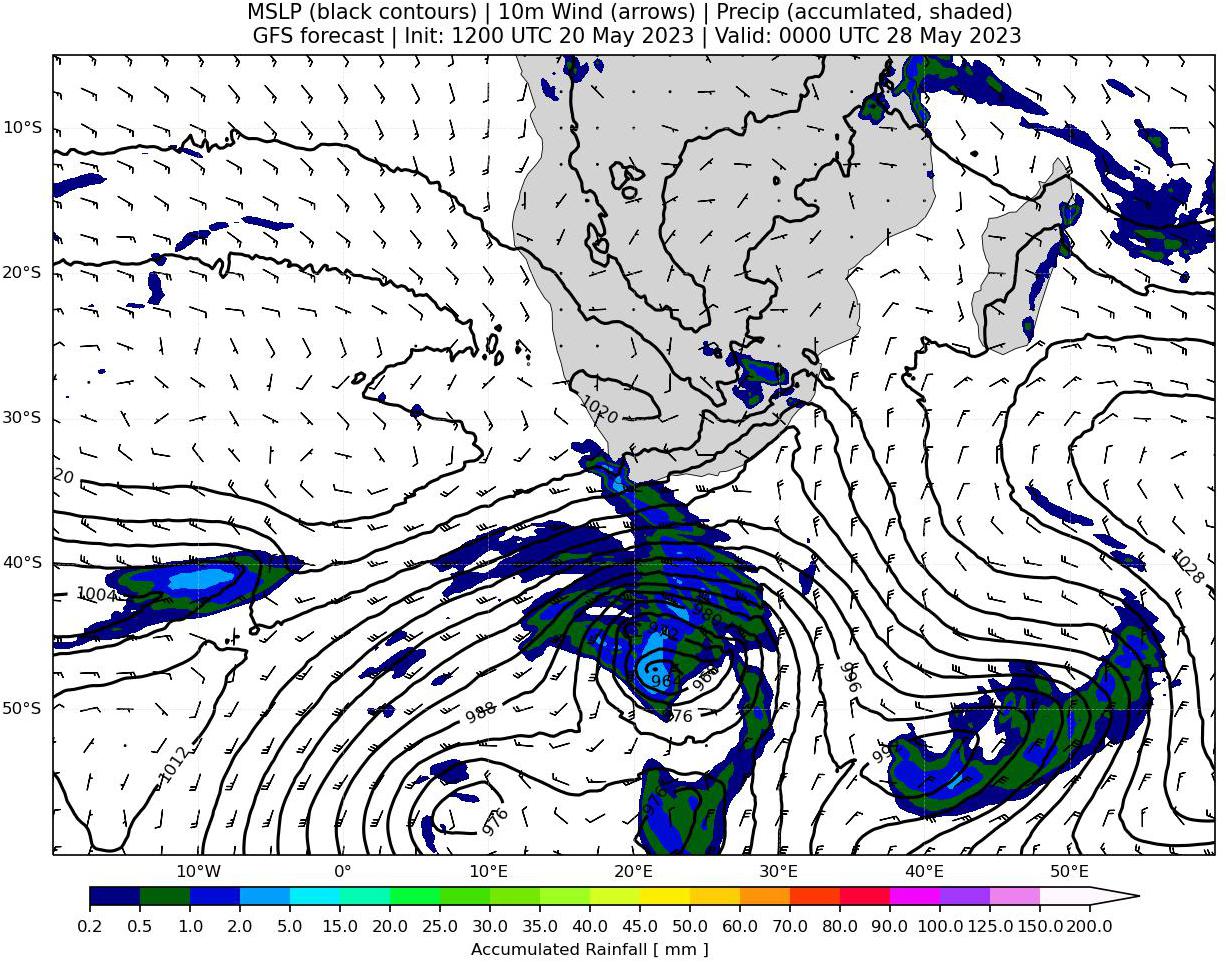 MSLP (black contours) | 10m Wind (arrows) | Precip (accumlated, shaded)
GFS forecast | Init: 1200 UTC 20 May 2023 | Valid: 0000 UTC 28 May 2023
10°S
20°S
30°S
40°S
50°S
1020
20
1028
1004
980
964
968
976
996
988
1012
976
976
10°W
0°
10°E
20°E
30°E
40°E
50°E
0.2 0.5 1.0 2.0 5.0 10.0 15.0 20.0 25.0 30.0 35.0 40.0 45.0 50.0 60.0 70.0 80.0 90.0 100.0 125.0 150.0 200.0
Accumulated Rainfall [ mm ]